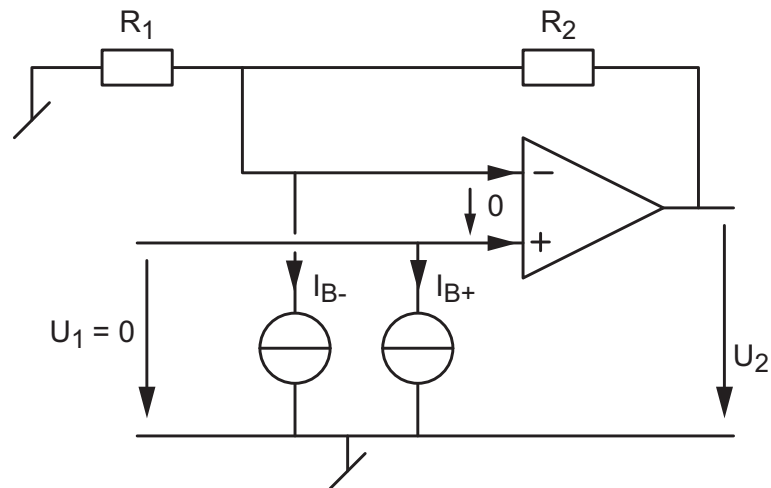 R1
R2
−
0
+
IB-
IB+
U1 = 0
U2